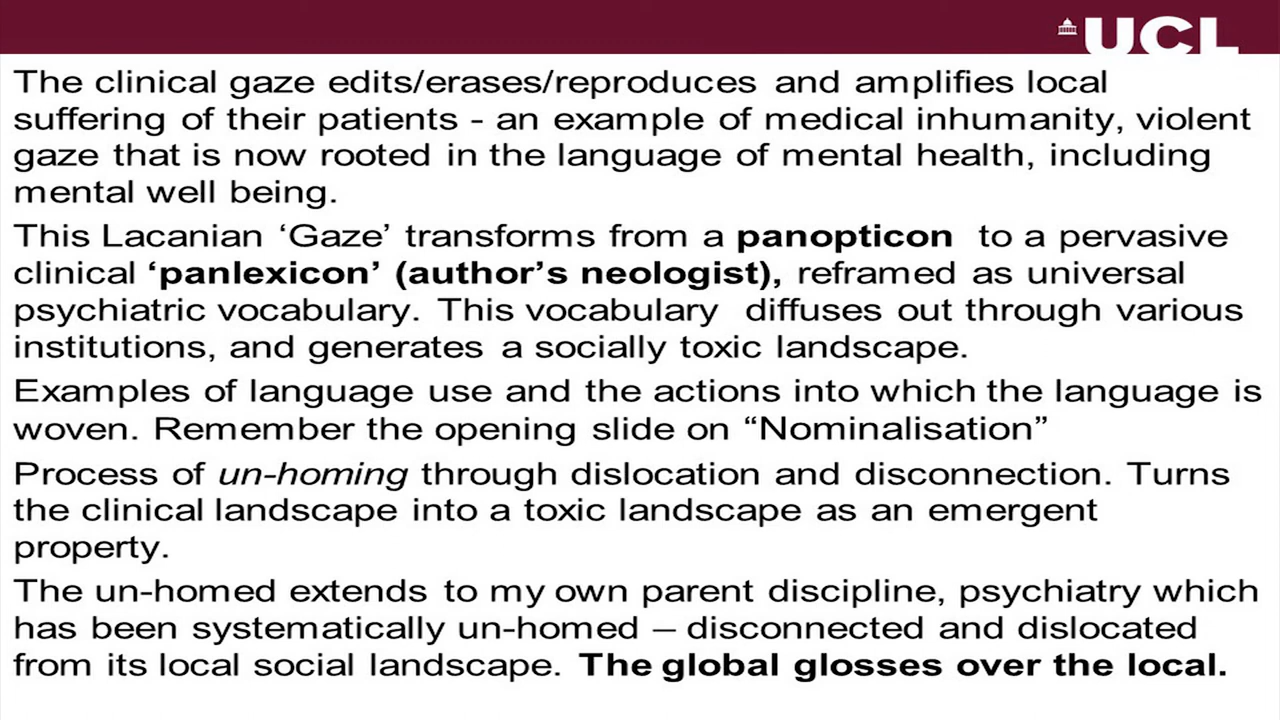 UCL
The clinical gaze edits/erases/reproduces and amplifies local
suffering of their patients - an example of medical inhumanity, violent
gaze that is now rooted in the language of mental health, including
mental well being.
This Lacanian ‘Gaze’ transforms from a panopticon to a pervasive
clinical ‘panlexicon’ (author’s neologist), reframed as universal
psychiatric vocabulary. This vocabulary diffuses out through various
institutions, and generates a socially toxic landscape.
Examples of language use and the actions into which the language is
woven. Remember the opening slide on “Nominalisation”
Process of un-homing through dislocation and disconnection. Turns
the clinical landscape into a toxic landscape as an emergent
property.
The un-homed extends to my own parent discipline, psychiatry which
has been systematically un-homed – disconnected and dislocated
from its local social landscape. The global glosses over the local.